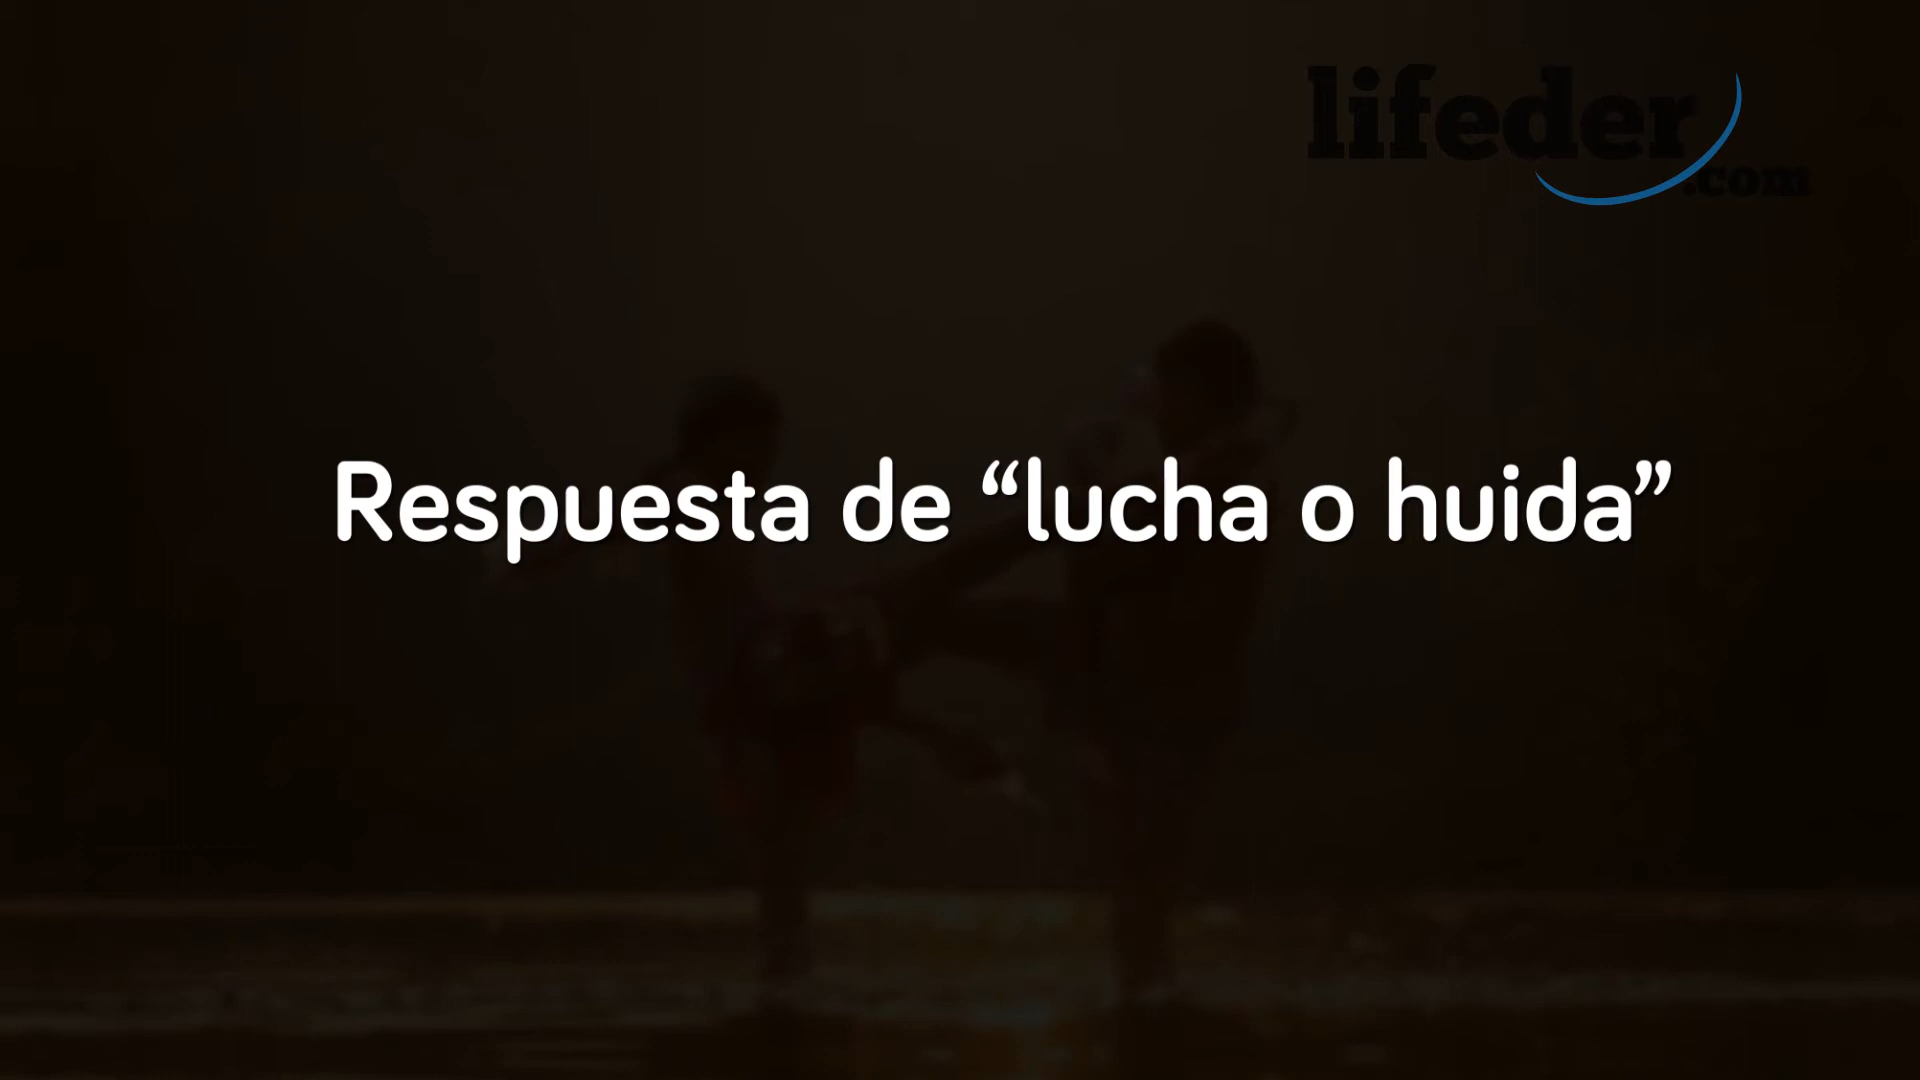 lifeder
.com
Respuesta de “lucha o huida”